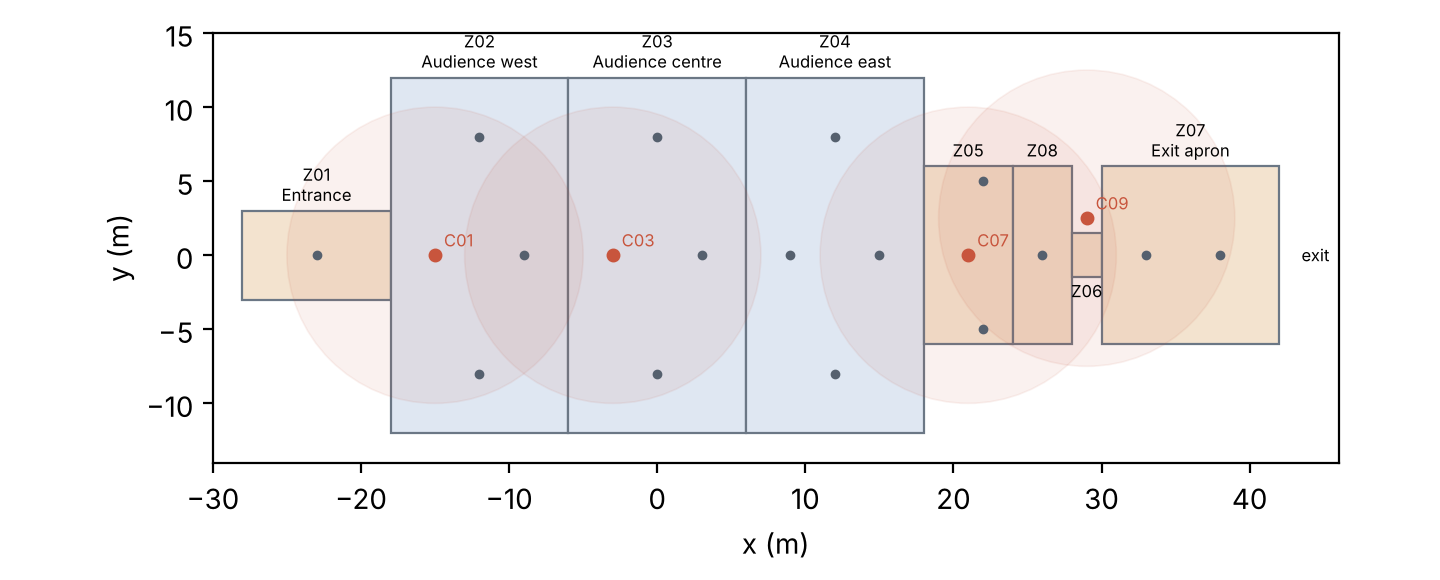 Z02
Audience west
Z03
Audience centre
Z04
Audience east
Z01
Entrance
Z05
Z08
Z07
Exit apron
C01
C03
C07
C09
Z06
exit
15
10
5
0
−5
−10
y (m)
−30
−20
−10
0
10
20
30
40
x (m)